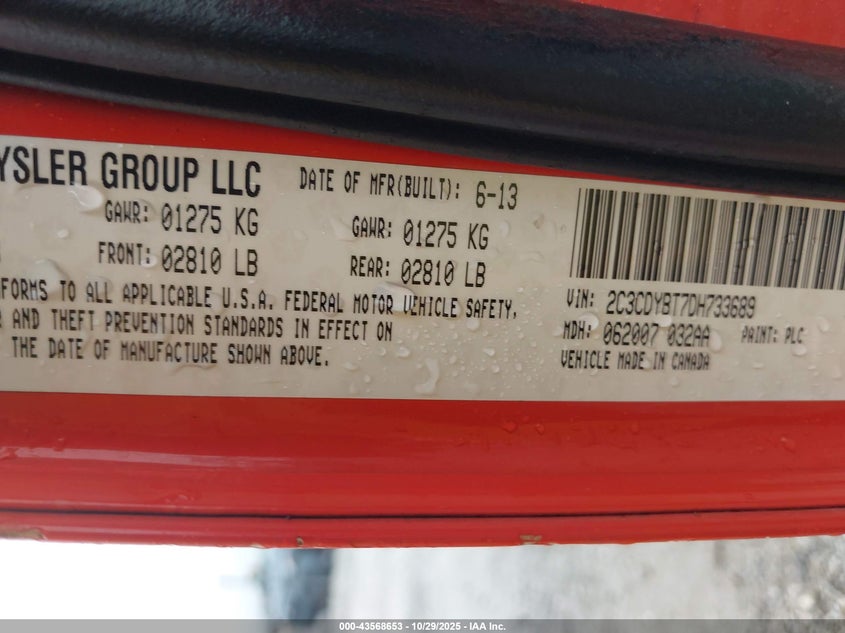 YSLER GROUP LLC
DATE OF MFR(BUILT): 6-13
GAWR: 01275 KG
GAWR: 01275 KG
FRONT: 02810 LB
REAR: 02810 LB
FORMS TO ALL APPLICABLE U.S.A. FEDERAL MOTOR VEHICLE SAFETY,
AND THEFT PREVENTION STANDARDS IN EFFECT ON
THE DATE OF MANUFACTURE SHOWN ABOVE.
VIN: 2C3CDYBT7DH733689
MDH: 062007 032AA PAINT: PLC
VEHICLE MADE IN CANADA
000-43568653 | 10/29/2025 - IAA Inc.